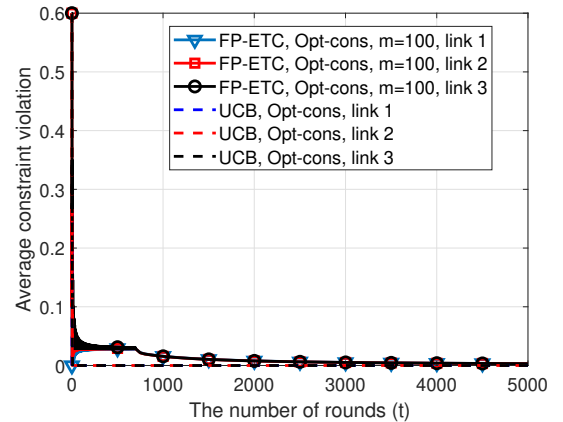 0.6
0.5
0.4
0.3
0.2
0.1
0
Average constraint violation
FP-ETC, Opt-cons, m=100, link 1
FP-ETC, Opt-cons, m=100, link 2
FP-ETC, Opt-cons, m=100, link 3
UCB, Opt-cons, link 1
UCB, Opt-cons, link 2
UCB, Opt-cons, link 3
0 1000 2000 3000 4000 5000
The number of rounds (t)